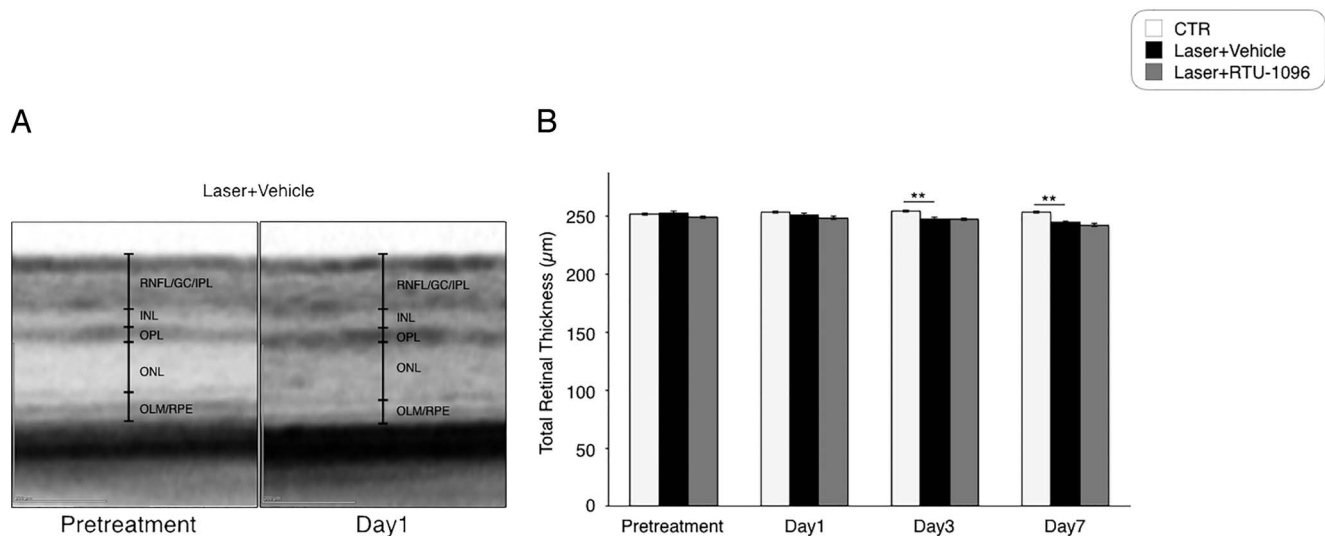 CTR
Laser+Vehicle
Laser+RTU-1096
A
Laser+Vehicle
RNFL/GC/IPL
INL
OPL
ONL
OLM/RPE
Pretreatment
RNFL/GC/IPL
INL
OPL
ONL
OLM/RPE
Day1
B
Total Retinal Thickness (µm)
250
200
150
100
50
0
**
**
Pretreatment
Day1
Day3
Day7